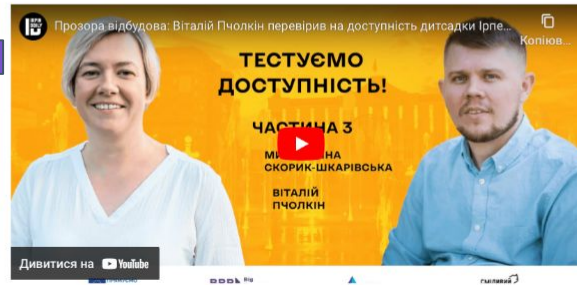 Прозора відбудова: Віталій Пчолкін перевірив на доступність дитсадки Ірпе...
Копіюв...
ТЕСТУЄМО
ДОСТУПНІСТЬ!
ЧАСТИНА 3
СКОРИК-ШКАРІВСЬКА
ВІТАЛІЙ
ПЧОЛКІН
Дивитися на YouTube